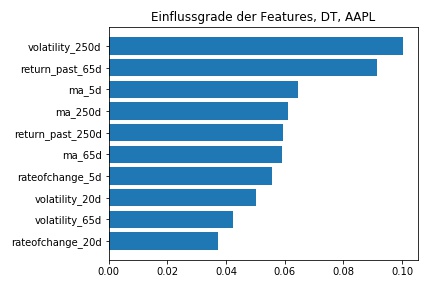 Einflussgrade der Features, DT, AAPL
volatility_250d
return_past_65d
ma_5d
ma_250d
return_past_250d
ma_65d
rateofchange_5d
volatility_20d
volatility_65d
rateofchange_20d
0.00 0.02 0.04 0.06 0.08 0.10